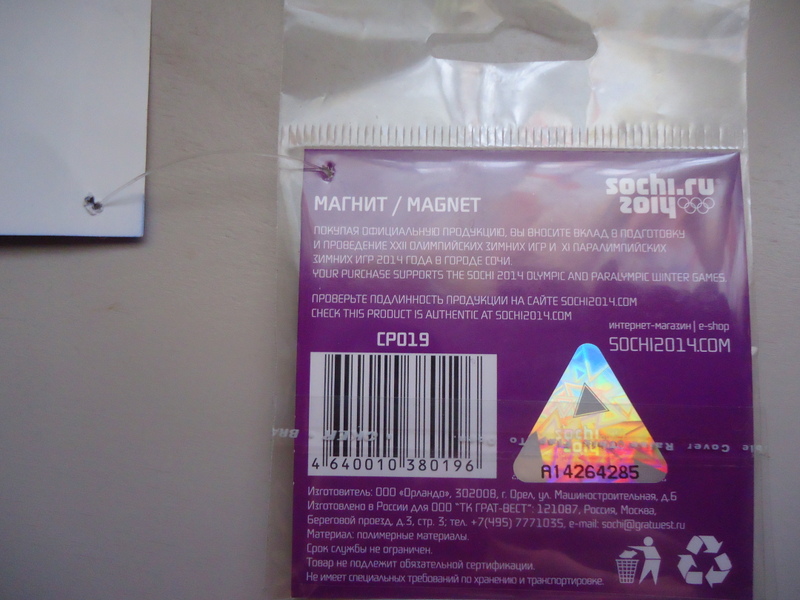 sochi.ru
2014
МАГНИТ / MAGNET
ПОКУПАЯ ОФИЦИАЛЬНУЮ ПРОДУКЦИЮ, ВЫ ВНОСИТЕ ВКЛАД В ПОДГОТОВКУ
И ПРОВЕДЕНИЕ XXII ОЛИМПИЙСКИХ ЗИМНИХ ИГР И XI ПАРАЛИМПИЙСКИХ
ЗИМНИХ ИГР 2014 ГОДА В ГОРОДЕ СОЧИ.
YOUR PURCHASE SUPPORTS THE SOCHI 2014 OLYMPIC AND PARALYMPIC WINTER GAMES.
ПРОВЕРЬТЕ ПОДЛИННОСТЬ ПРОДУКЦИИ НА САЙТЕ SOCHI2014.COM
CHECK THIS PRODUCT IS AUTHENTIC AT SOCHI2014.COM
интернет-магазин | e-shop
SOCHI2014.COM
CP019
4 640010 380196
A14264285
Изготовитель: ООО «Орландо», 302008, г. Орел, ул. Машиностроительная, д.6
Изготовлено в России для ООО "ТК ГРАТ-ВЕСТ": 121087, Россия, Москва,
Береговой проезд, д.3, стр. 3; тел. +7(495) 7771035, e-mail: sochi@gratwest.ru
Материал: полимерные материалы.
Срок службы не ограничен.
Товар не подлежит обязательной сертификации.
Не имеет специальных требований по хранению и транспортировке.